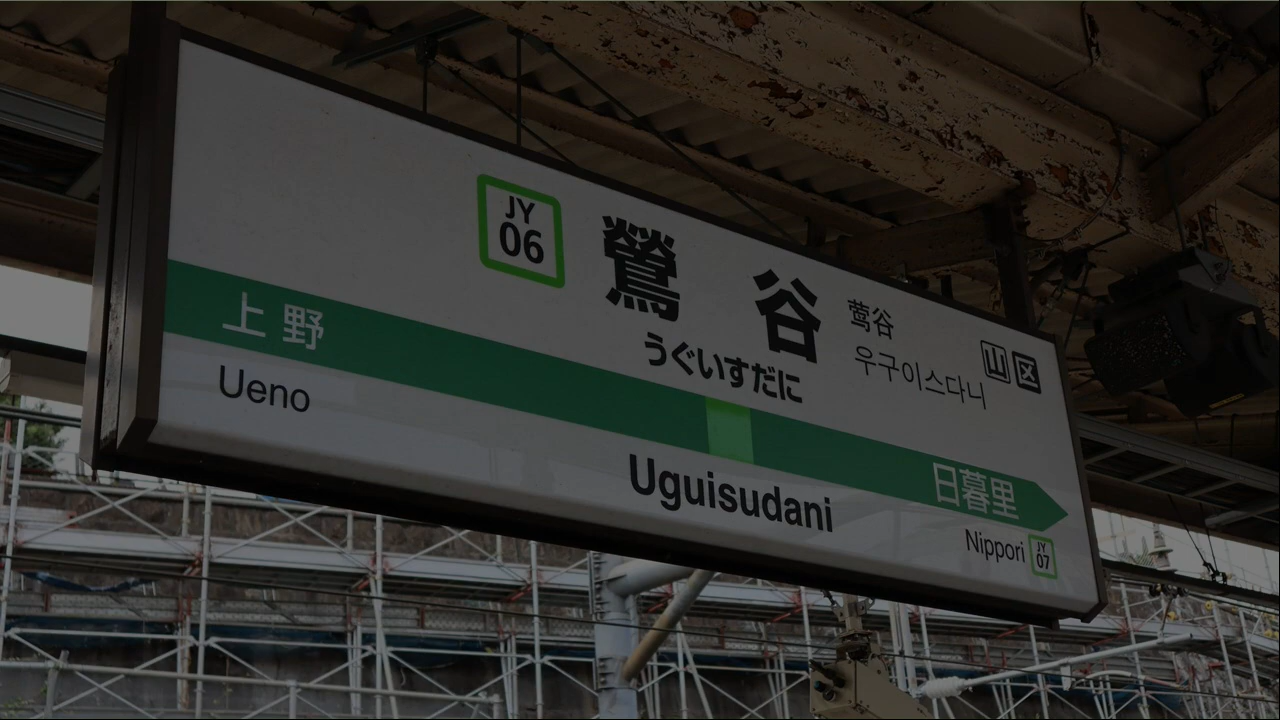 JY
06
鶯谷
うぐいすだに
莺谷
우구이스다니
山区
上野
Ueno
Uguisudani
日暮里
Nippori
JY
07